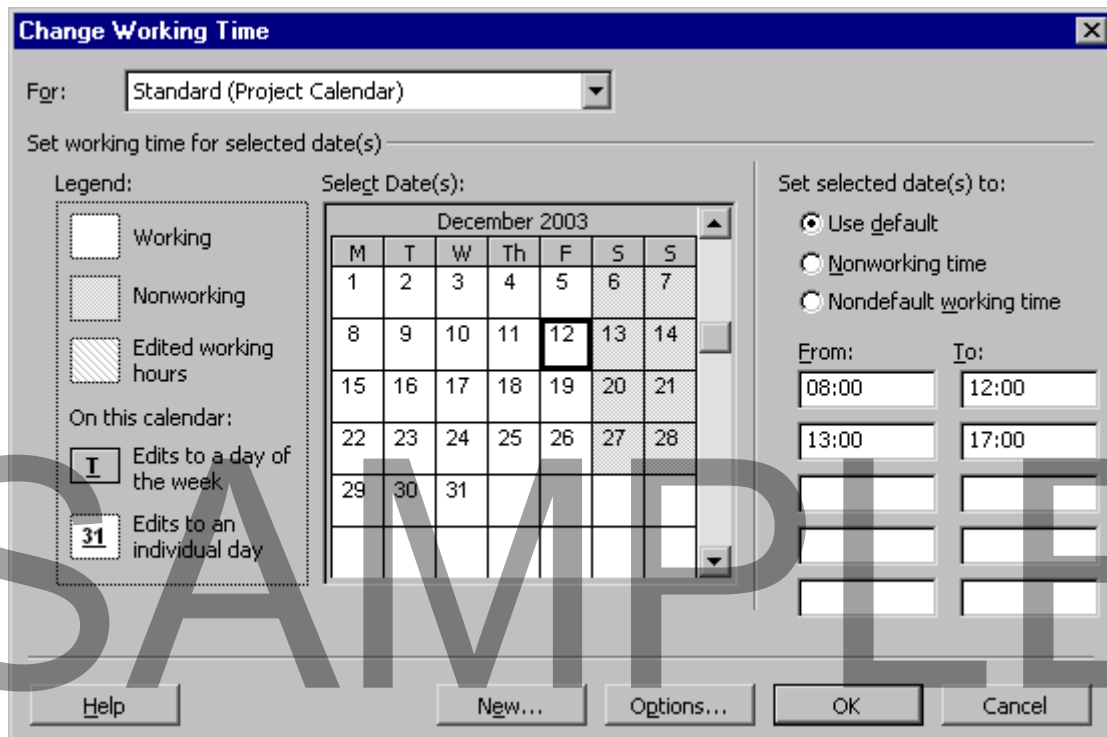 Change Working Time
For: Standard (Project Calendar)
Set working time for selected date(s)
Legend:
Working
Nonworking
Edited working
hours
On this calendar:
T Edits to a day of
the week
31 Edits to an
individual day
Select Date(s):
December 2003
M T W Th F S S
1 2 3 4 5 6 7
8 9 10 11 12 13 14
15 16 17 18 19 20 21
22 23 24 25 26 27 28
29 30 31
Set selected date(s) to:
Use default
Nonworking time
Nondefault working time
From: To:
08:00 12:00
13:00 17:00
Help New... Options... OK Cancel
SAMPLE